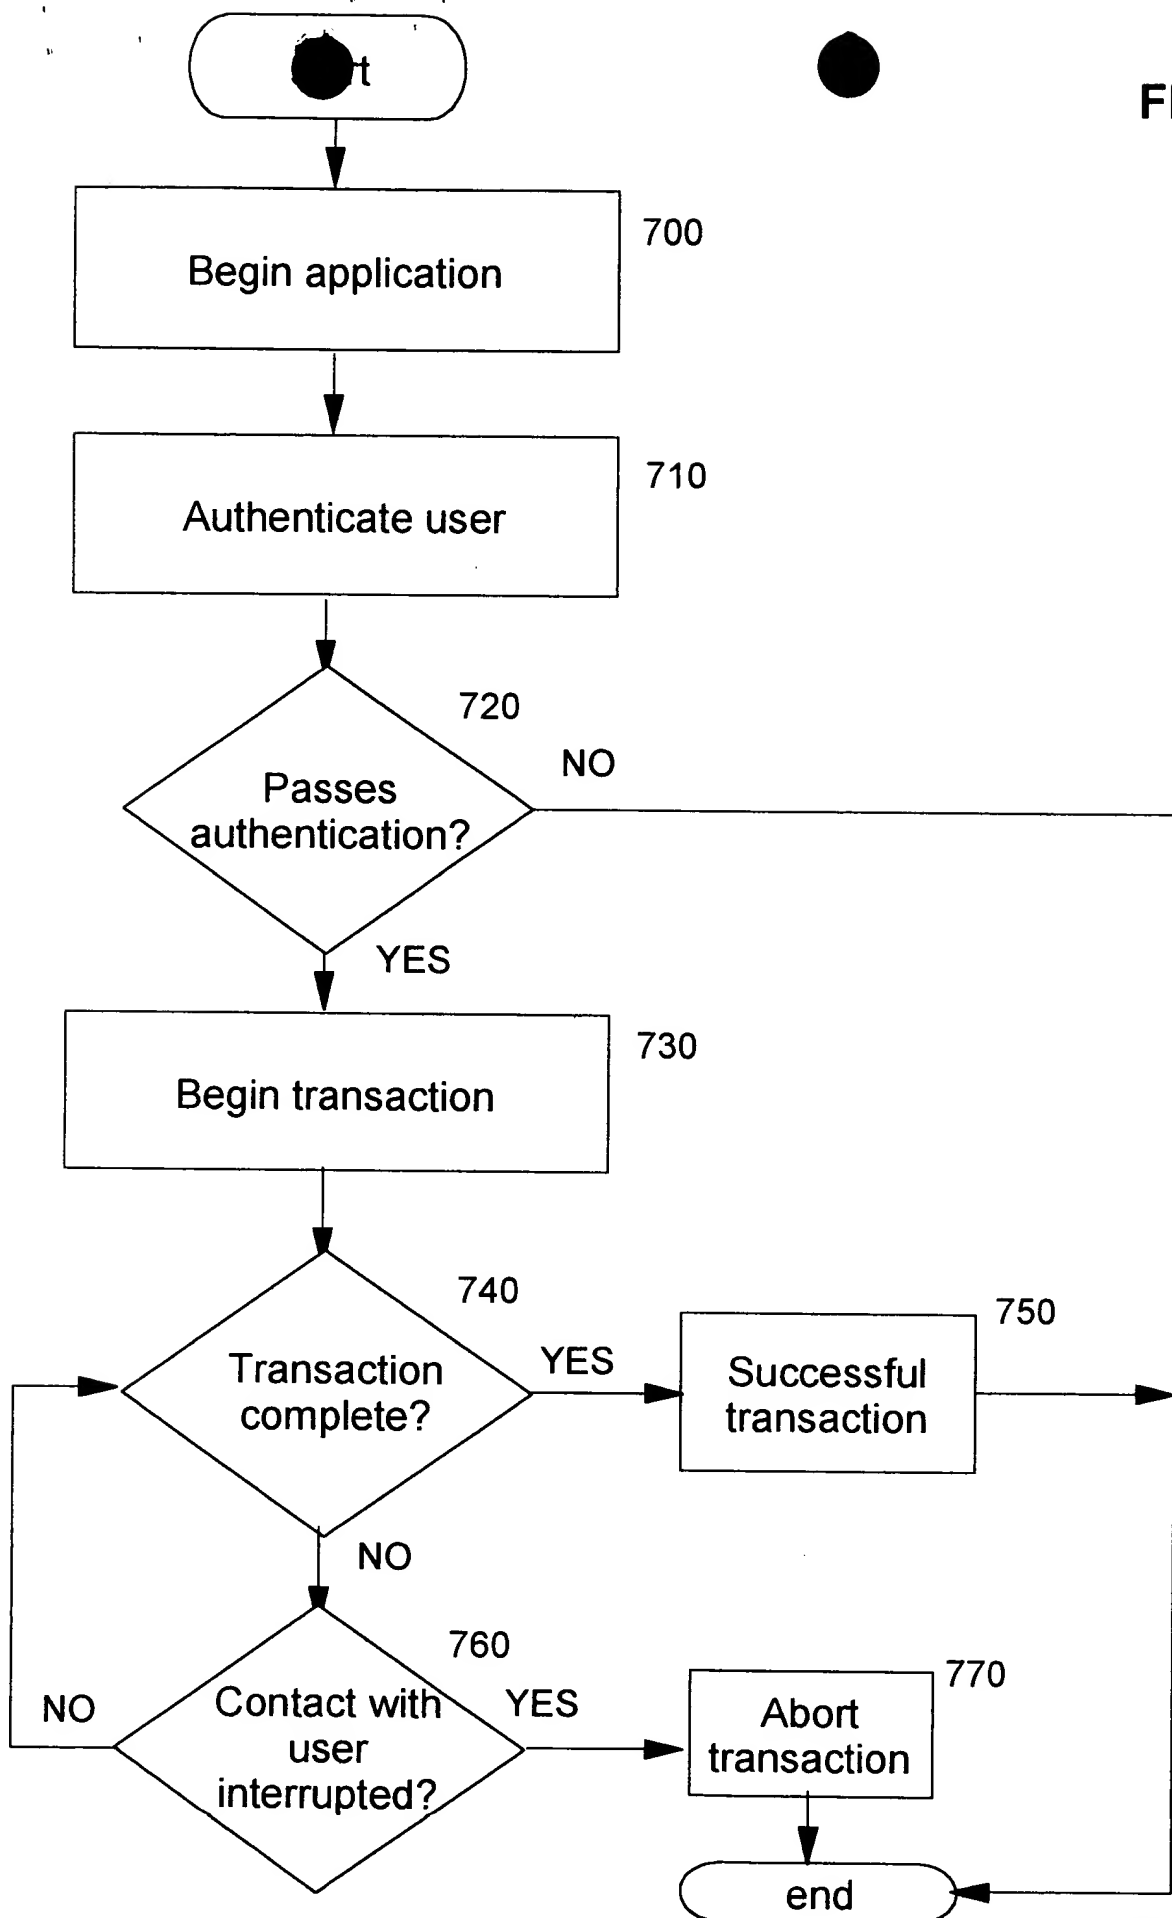 700
Begin application
710
Authenticate user
720
NO
Passes
authentication?
YES
730
Begin transaction
740
750
YES
Transaction
complete?
Successful
transaction
NO
760
770
NO
YES
Contact with
user
interrupted?
Abort
transaction
end